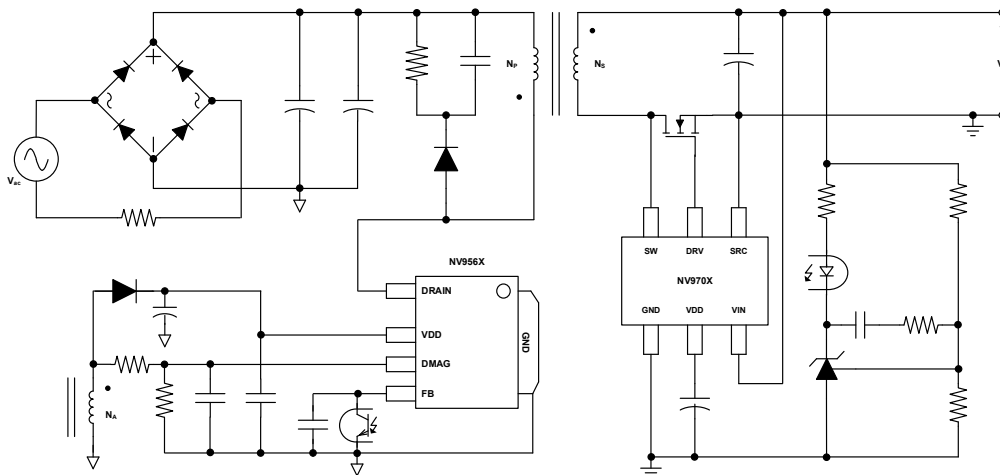 Vac
NP
NS
V
NV956X
DRAIN
VDD
DMAG
FB
GND
NA
SW DRV SRC
NV970X
GND VDD VIN